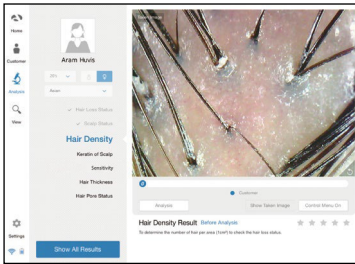 Home
Customer
Analysis
View
Settings
Aram Huvis
Hair Loss Status
Scalp Status
Hair Density
Keratin of Scalp
Sensitivity
Hair Thickness
Hair Pore Status
Show All Results
Customer
Analysis
Show Taken Image
Control Menu On
Hair Density Result Before Analysis
To determine the number of hair per area (1cm²) to check the hair loss status.